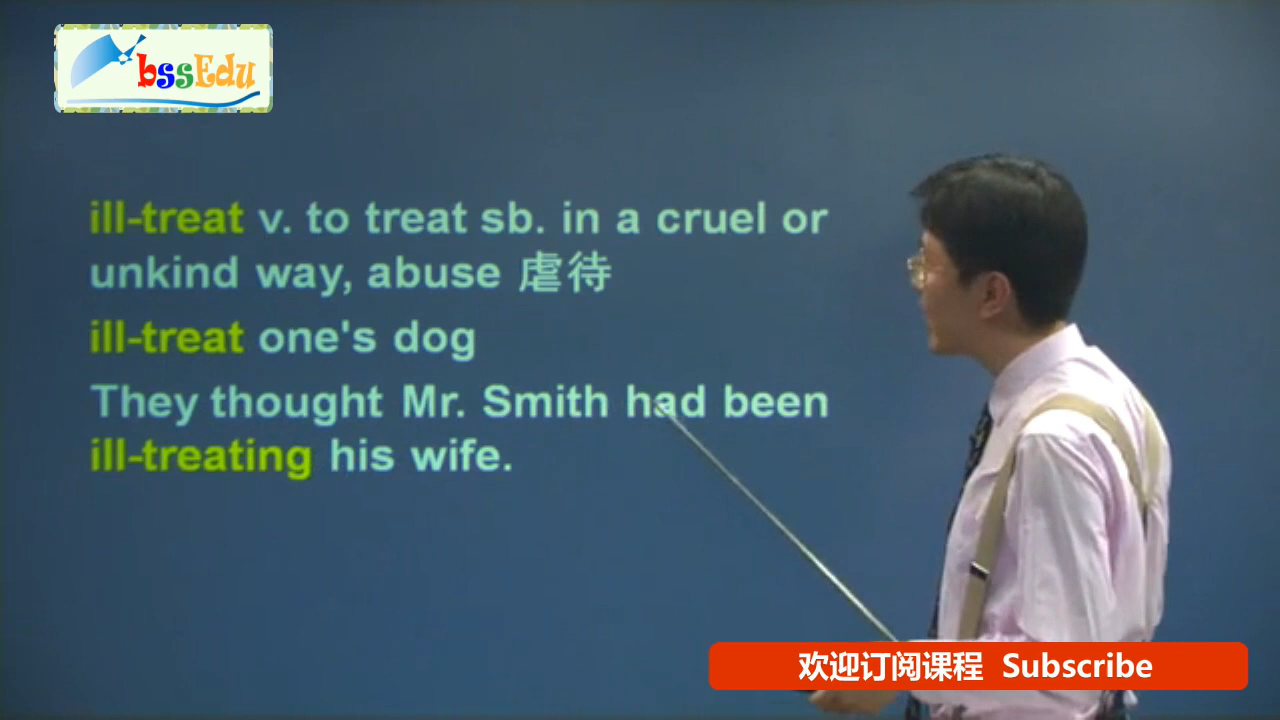 bssEdu
ill-treat v. to treat sb. in a cruel or
unkind way, abuse 虐待
ill-treat one's dog
They thought Mr. Smith had been
ill-treating his wife.
欢迎订阅课程 Subscribe